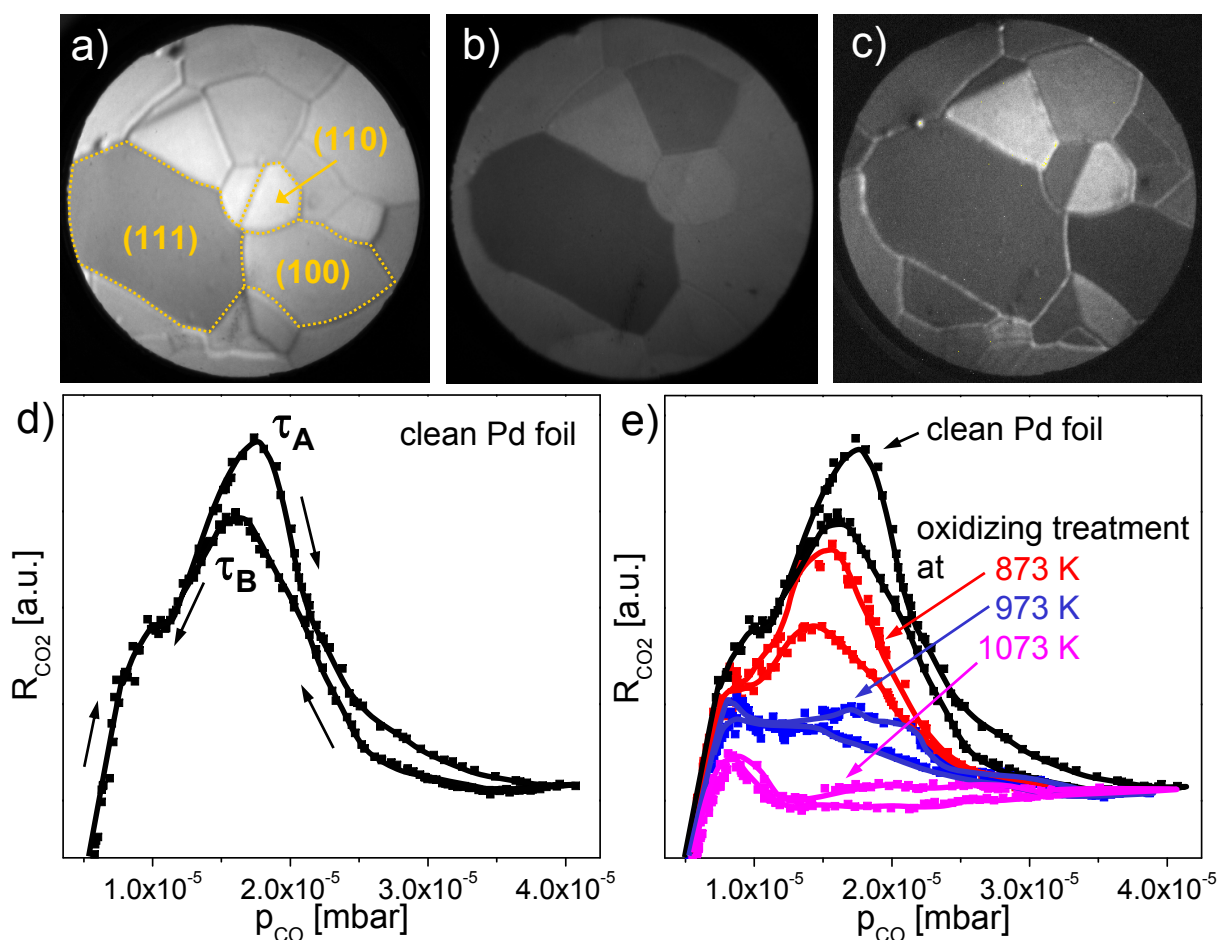 a)
b)
c)
(110)
(111)
(100)
d)
τA
clean Pd foil
τB
RCO2 [a.u.]
1.0x10-5 2.0x10-5 3.0x10-5 4.0x10-5
pCO [mbar]
e)
clean Pd foil
oxidizing treatment
at
873 K
973 K
1073 K
RCO2 [a.u.]
1.0x10-5 2.0x10-5 3.0x10-5 4.0x10-5
pCO [mbar]